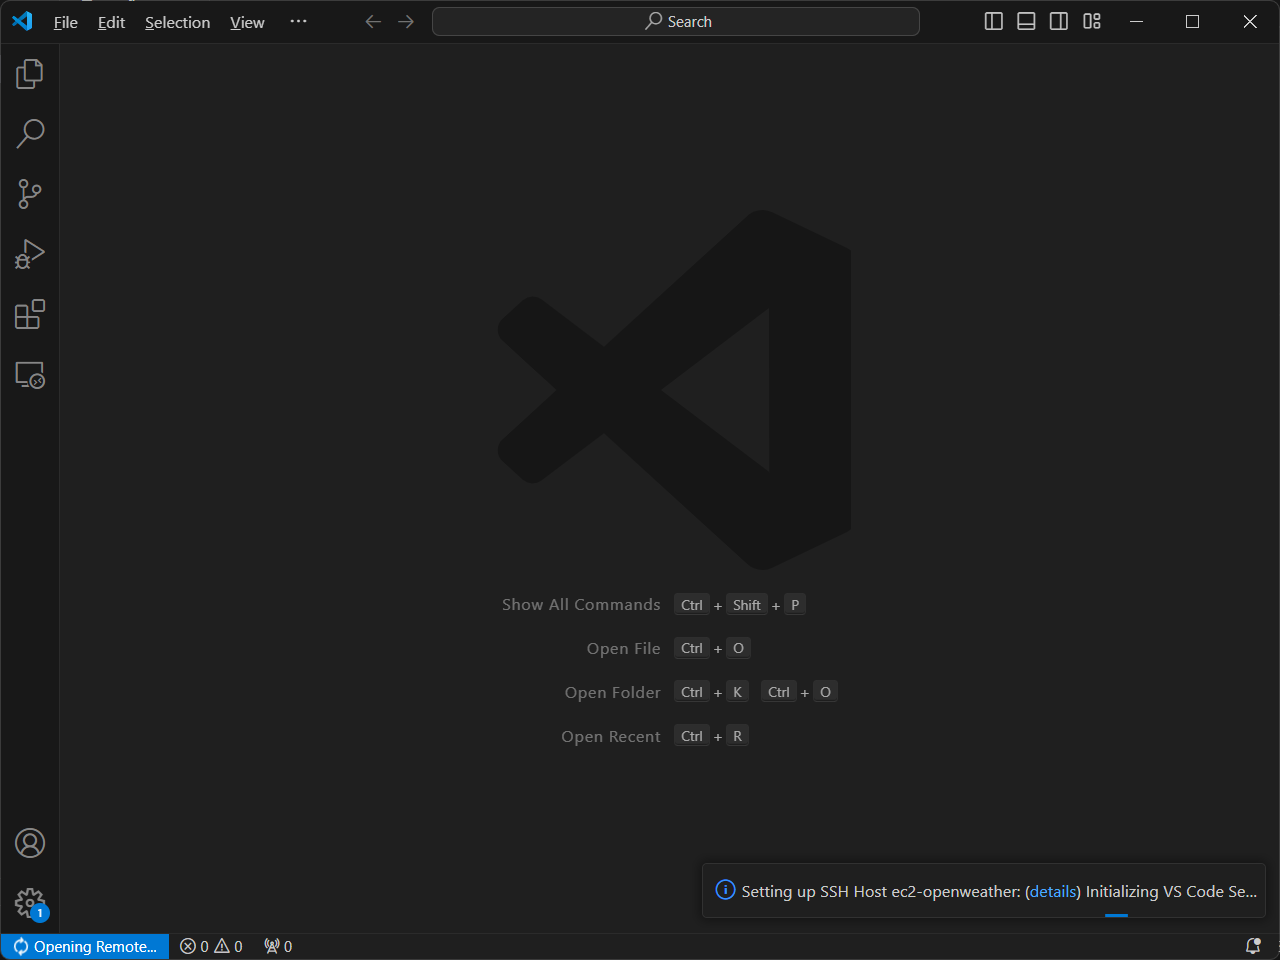 File Edit Selection View ··· Search
Show All Commands Ctrl + Shift + P
Open File Ctrl + O
Open Folder Ctrl + K Ctrl + O
Open Recent Ctrl + R
Setting up SSH Host ec2-openweather: (details) Initializing VS Code Se...
1
Opening Remote... 0 0 0